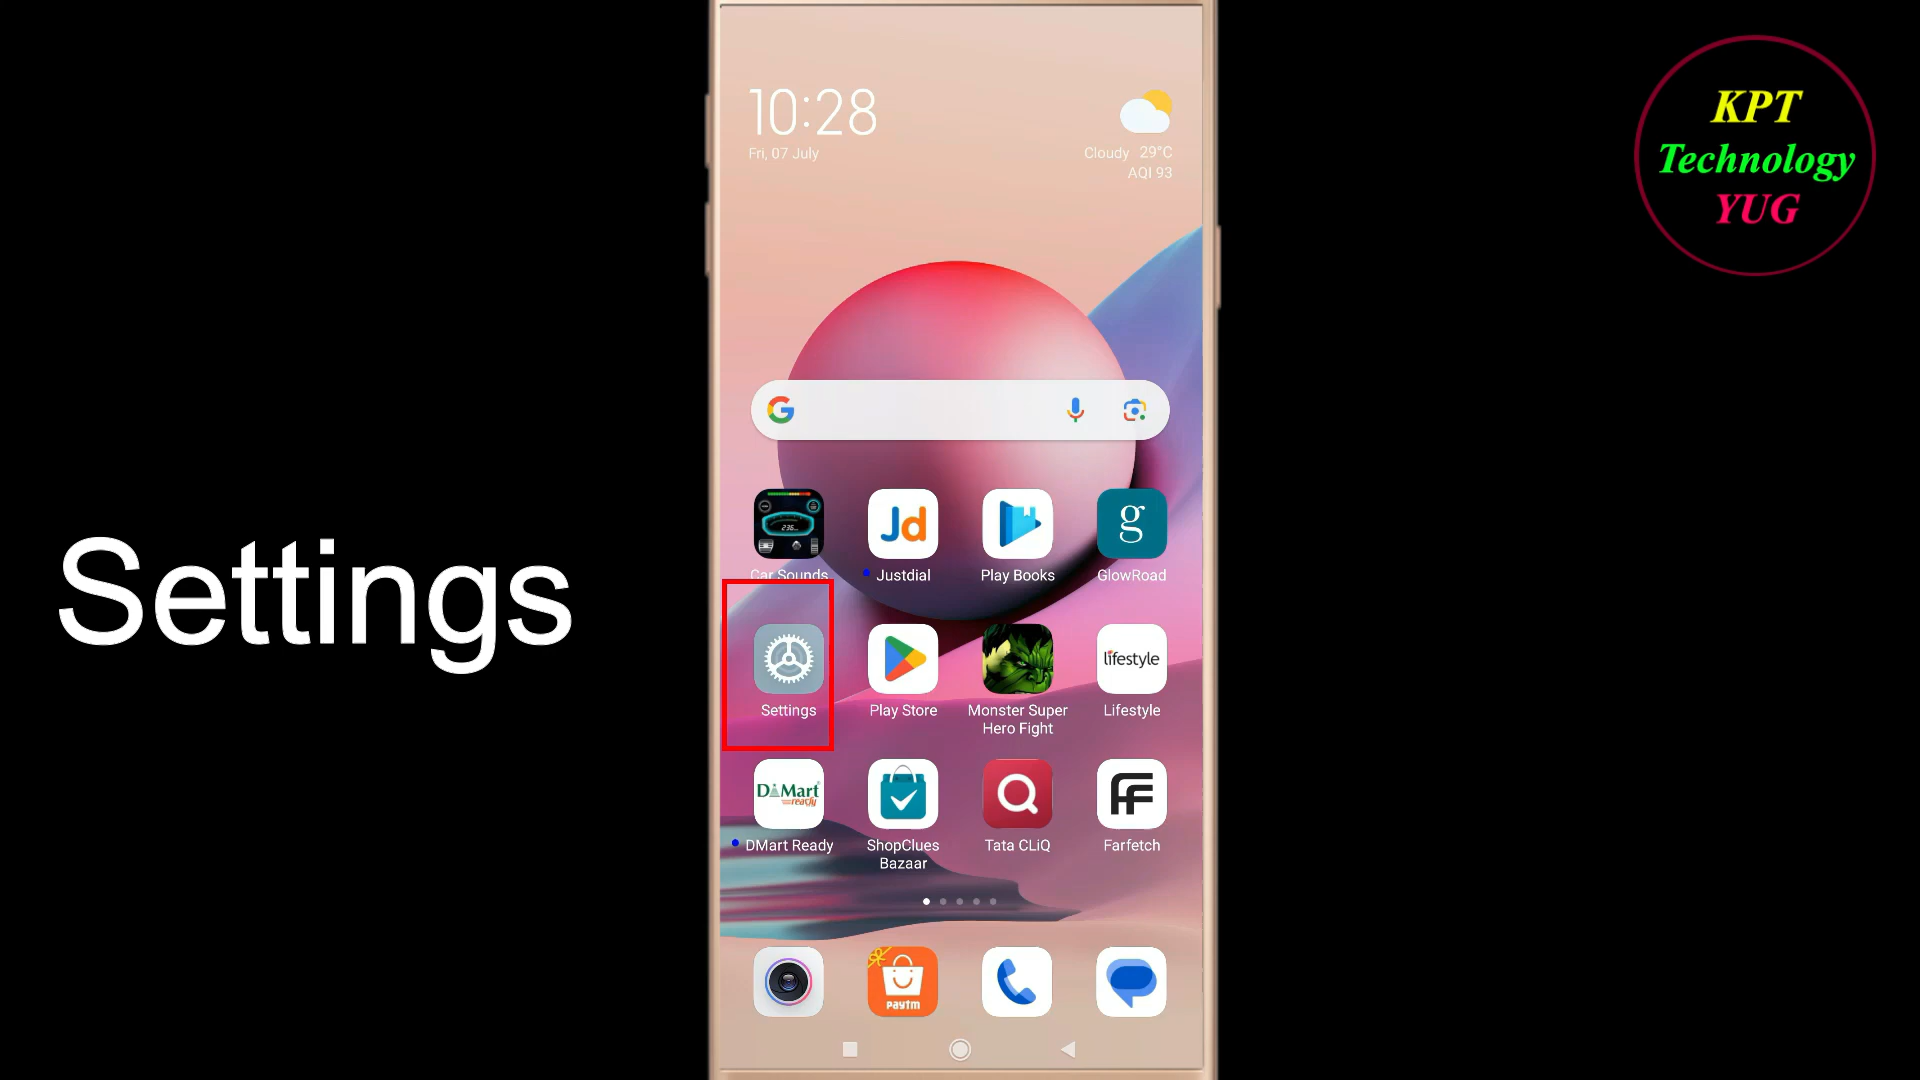 KPT
Technology
YUG
10:28
Fri, 07 July
Cloudy 29°C
AQI 93
Settings
Car Sounds
Jd
Justdial
Play Books
g
GlowRoad
Settings
Play Store
Monster Super
Hero Fight
lifestyle
Lifestyle
DMart
ready
DMart Ready
ShopClues
Bazaar
Tata CLiQ
Farfetch
paytm